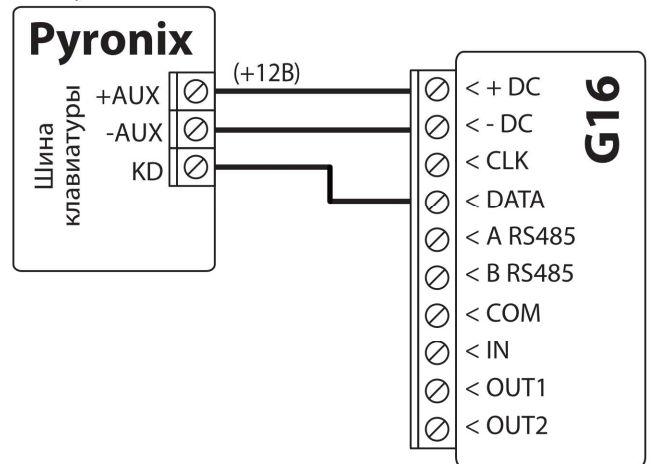 Pyronix
Шина
клавиатуры
+AUX
-AUX
KD
(+12В)
G16
< + DC
< - DC
< CLK
< DATA
< A RS485
< B RS485
< COM
< IN
< OUT1
< OUT2